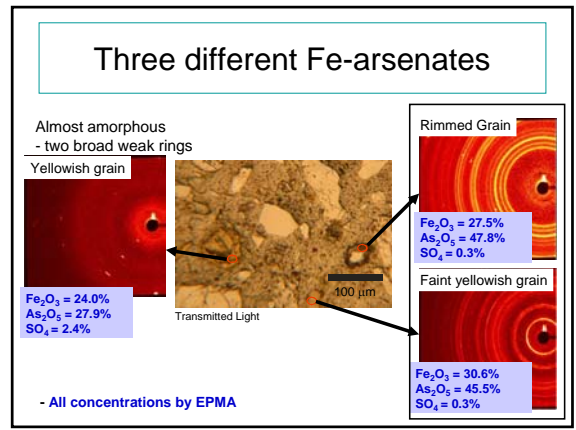 Three different Fe-arsenates
Almost amorphous
- two broad weak rings
Yellowish grain
Fe₂O₃ = 24.0%
As₂O₅ = 27.9%
SO₄ = 2.4%
100 µm
Transmitted Light
Rimmed Grain
Fe₂O₃ = 27.5%
As₂O₅ = 47.8%
SO₄ = 0.3%
Faint yellowish grain
Fe₂O₃ = 30.6%
As₂O₅ = 45.5%
SO₄ = 0.3%
- All concentrations by EPMA